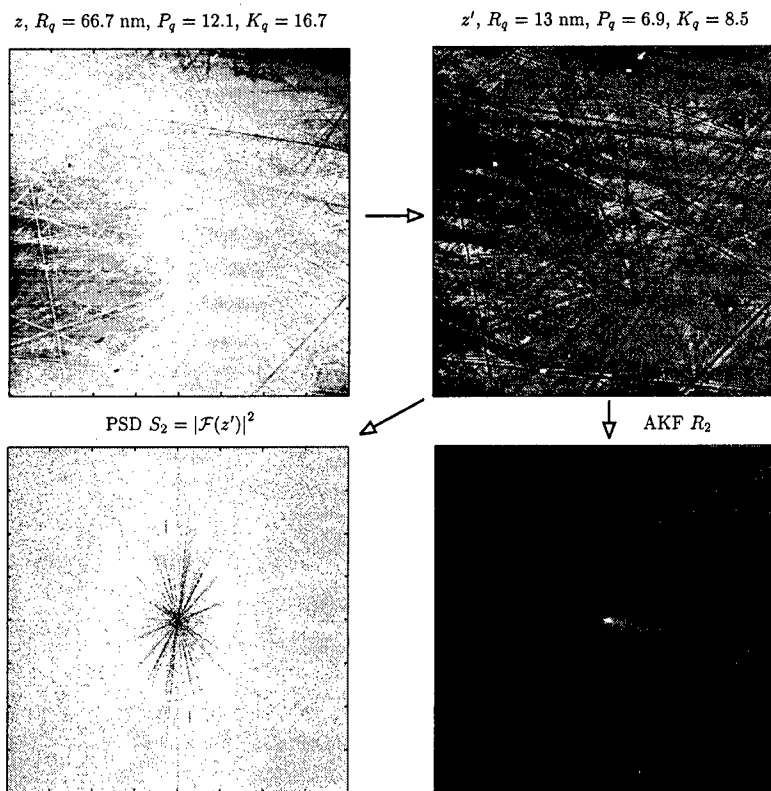 z, R_q = 66.7 nm, P_q = 12.1, K_q = 16.7
z′, R_q = 13 nm, P_q = 6.9, K_q = 8.5
PSD S_2 = |ℱ(z′)|^2
AKF R_2